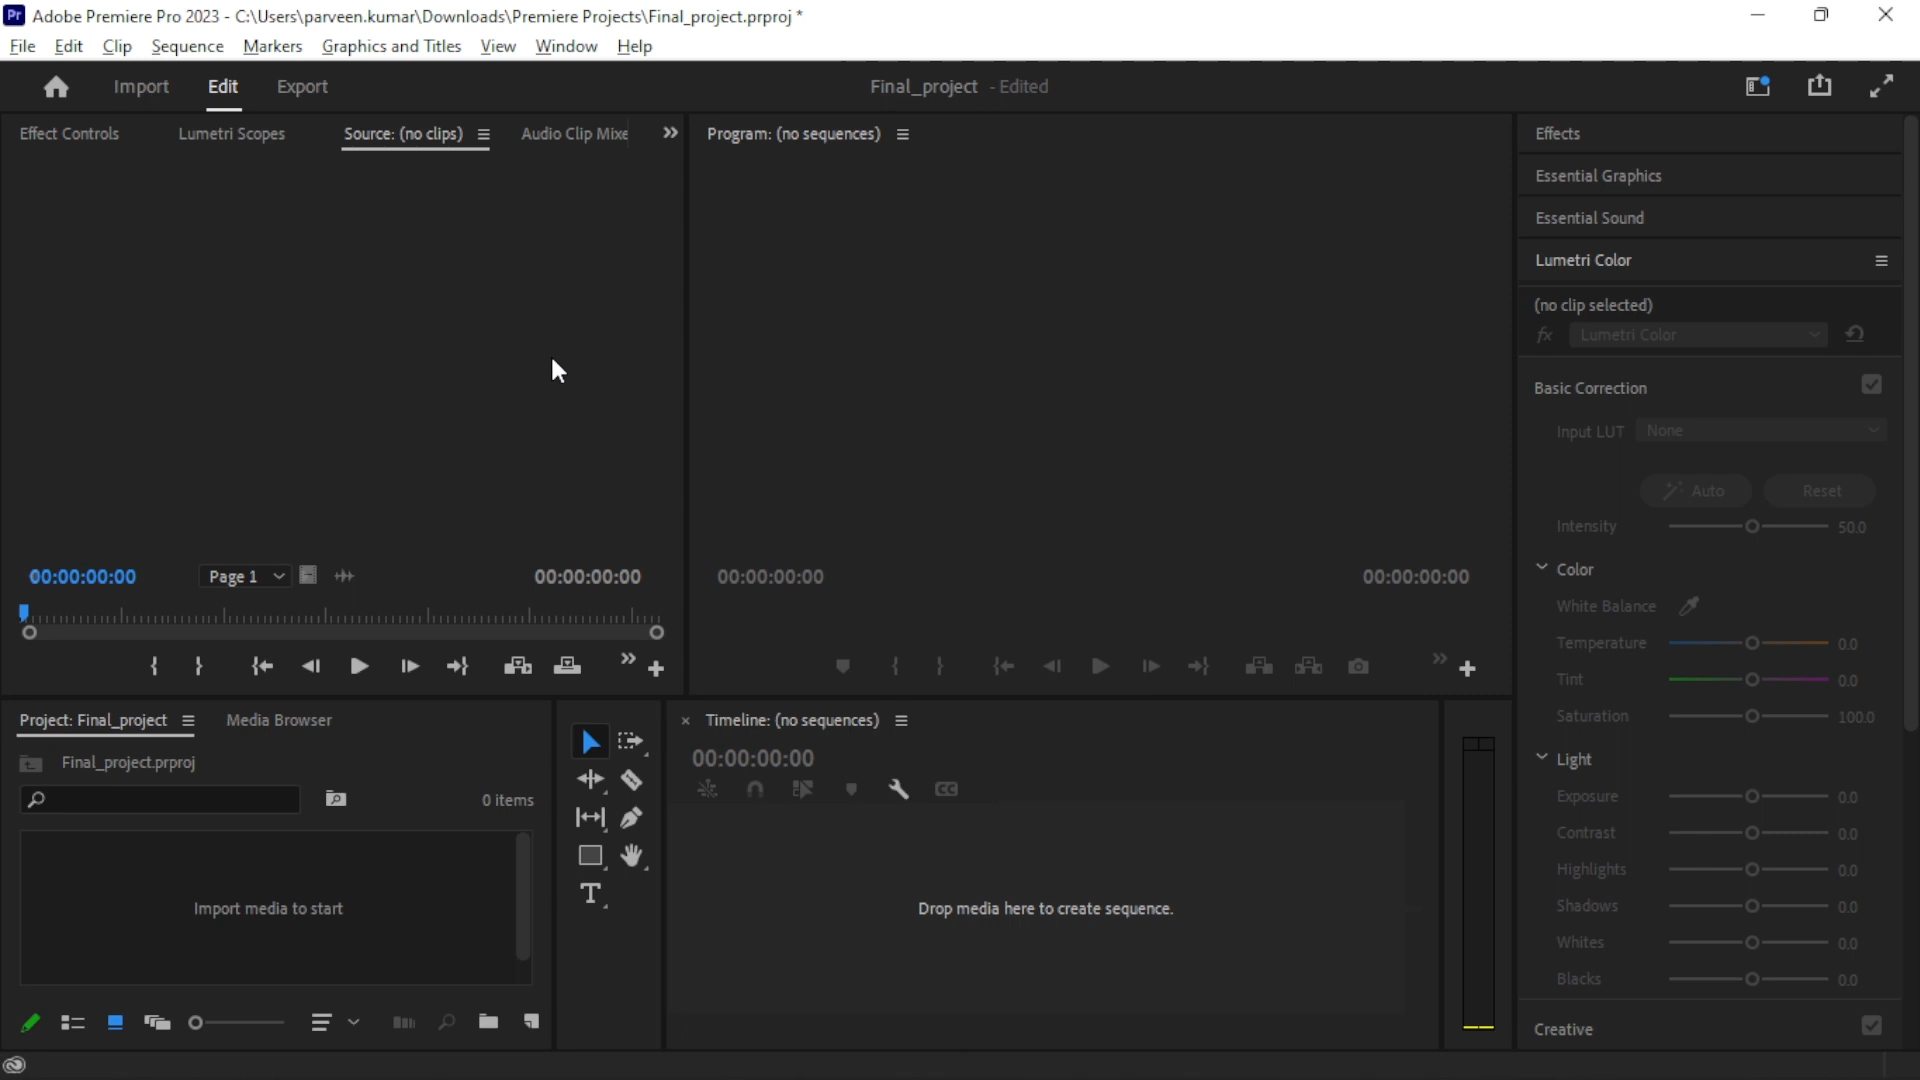 Pr Adobe Premiere Pro 2023 - C:\Users\parveen.kumar\Downloads\Premiere Projects\Final_project.prproj *
File Edit Clip Sequence Markers Graphics and Titles View Window Help
Import Edit Export Final_project - Edited
Effect Controls Lumetri Scopes Source: (no clips) Audio Clip Mixe
Program: (no sequences)
00:00:00:00 Page 1 00:00:00:00
00:00:00:00 00:00:00:00
Project: Final_project Media Browser
Final_project.prproj
0 items
Import media to start
T
Timeline: (no sequences)
00:00:00:00
CC
Drop media here to create sequence.
Effects
Essential Graphics
Essential Sound
Lumetri Color
(no clip selected)
fx Lumetri Color
Basic Correction
Input LUT None
Auto Reset
Intensity 50.0
Color
White Balance
Temperature 0.0
Tint 0.0
Saturation 100.0
Light
Exposure 0.0
Contrast 0.0
Highlights 0.0
Shadows 0.0
Whites 0.0
Blacks 0.0
Creative